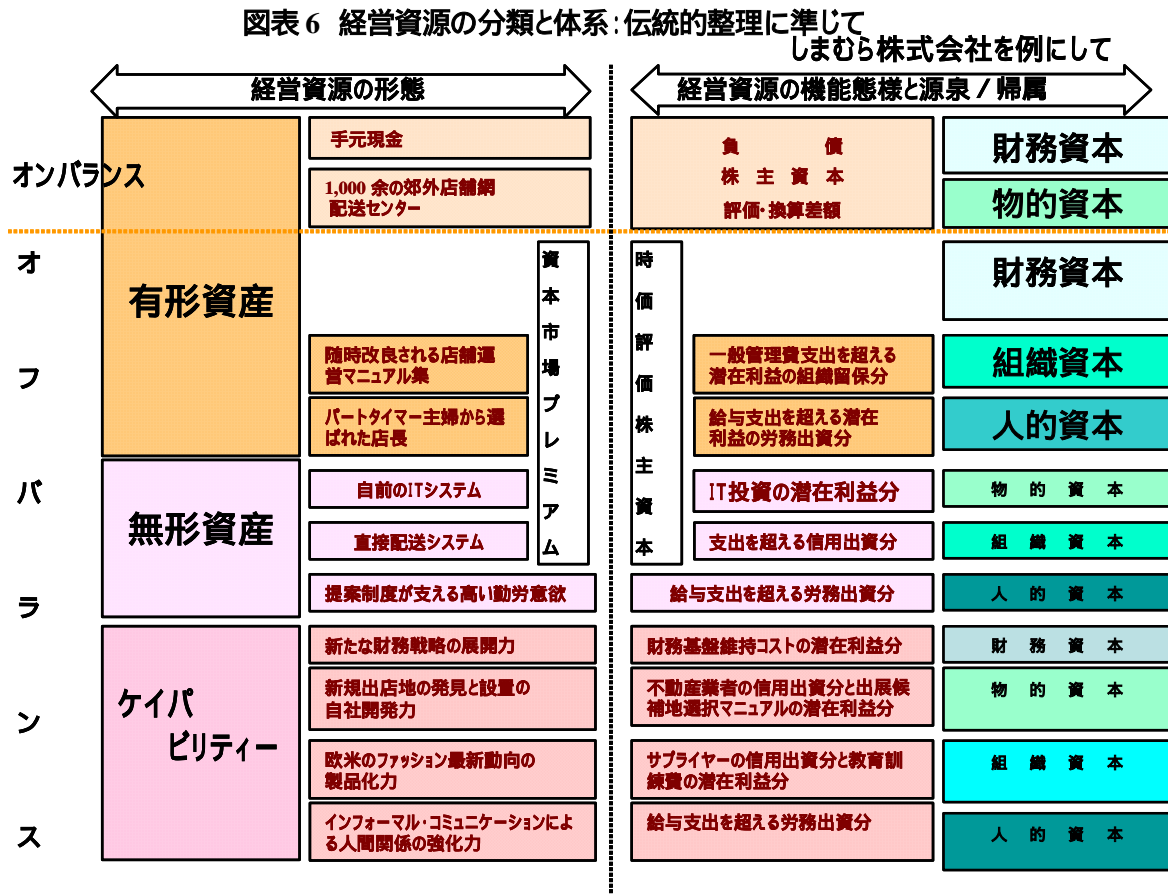 図表6 経営資源の分類と体系:伝統的整理に準じて
しまむら株式会社を例にして
経営資源の形態
経営資源の機能態様と源泉/帰属
オンバランス
オフバランス
有形資産
手元現金
1,000余の郊外店舗網
配送センター
負債
株主資本
評価・換算差額
財務資本
物的資本
資本市場プレミアム
時価評価株主資本
財務資本
随時改良される店舗運
営マニュアル集
一般管理費支出を超える
潜在利益の組織留保分
組織資本
パートタイマー主婦から選
ばれた店長
給与支出を超える潜在
利益の労務出資分
人的資本
無形資産
自前のITシステム
IT投資の潜在利益分
物的資本
直接配送システム
支出を超える信用出資分
組織資本
提案制度が支える高い勤労意欲
給与支出を超える労務出資分
人的資本
ケイパ
ビリティー
新たな財務戦略の展開力
財務基盤維持コストの潜在利益分
財務資本
新規出店地の発見と設置の
自社開発力
不動産業者の信用出資分と出展候
補地選択マニュアルの潜在利益分
物的資本
欧米のファッション最新動向の
製品化力
サプライヤーの信用出資分と教育訓
練費の潜在利益分
組織資本
インフォーマル・コミュニケーションによ
る人間関係の強化力
給与支出を超える労務出資分
人的資本